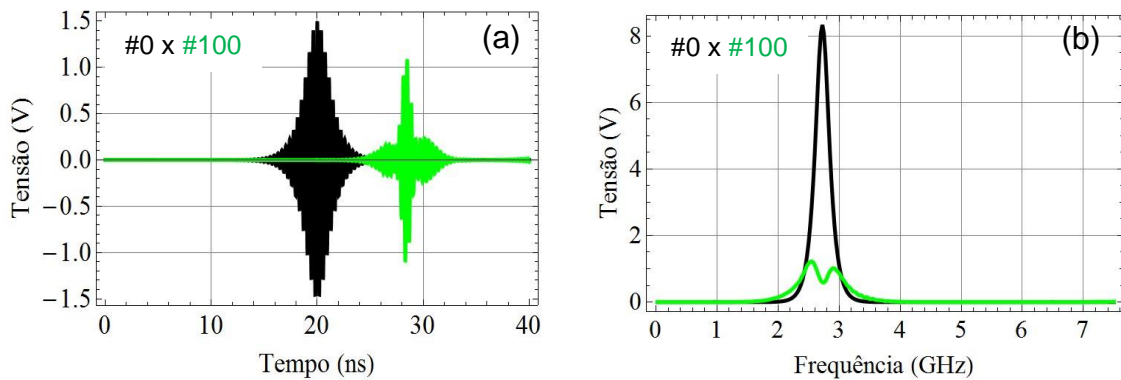 (a)
#0 x #100
1.5
1.0
0.5
0.0
−0.5
−1.0
−1.5
Tensão (V)
0 10 20 30 40
Tempo (ns)
(b)
#0 x #100
8
6
4
2
0
Tensão (V)
0 1 2 3 4 5 6 7
Frequência (GHz)